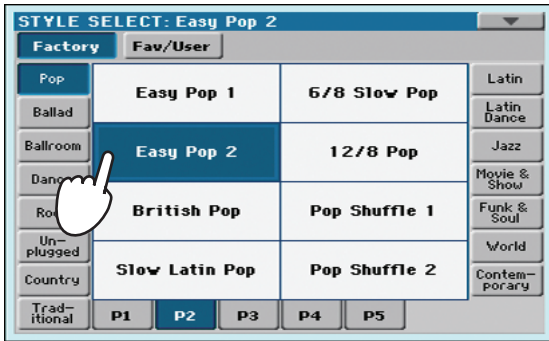 STYLE SELECT: Easy Pop 2
Factory
Fav/User
Pop
Ballad
Ballroom
Country
Un-
plugged
Trad-
itional
Easy Pop 1
6/8 Slow Pop
Easy Pop 2
12/8 Pop
British Pop
Pop Shuffle 1
Slow Latin Pop
Pop Shuffle 2
Latin
Latin
Dance
Jazz
Movie &
Show
Funk &
Soul
World
Contem-
porary
P1
P2
P3
P4
P5